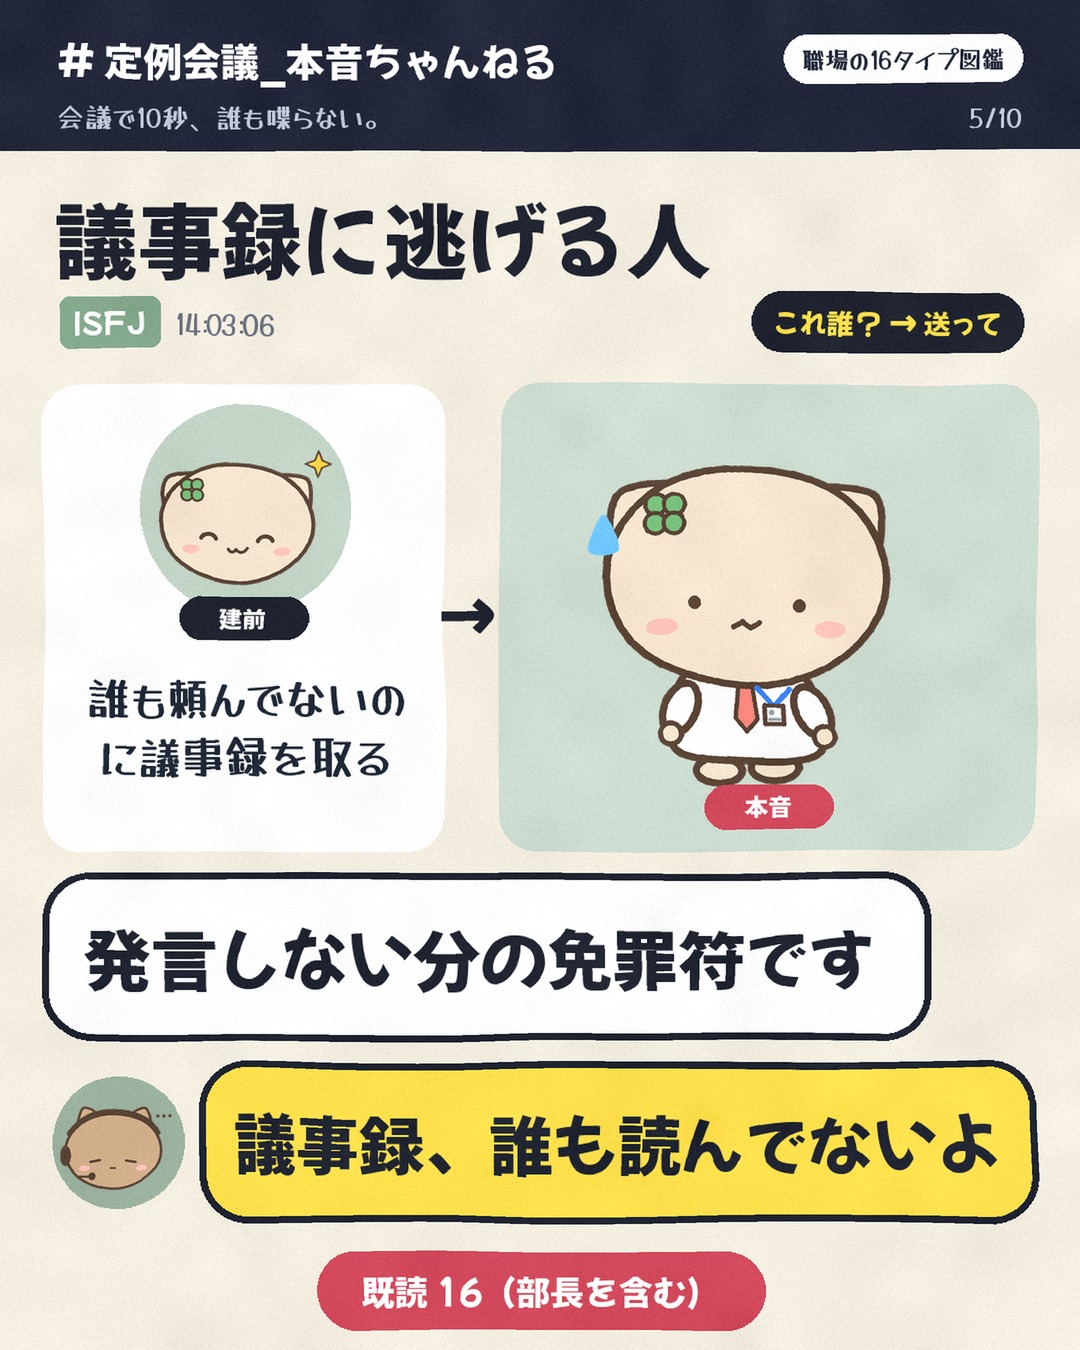 # 定例会議_本音ちゃんねる
職場の16タイプ図鑑
会議で10秒、誰も喋らない。
5/10
議事録に逃げる人
ISFJ 14:03:06
これ誰？→送って
建前
誰も頼んでないの
に議事録を取る
本音
発言しない分の免罪符です
議事録、誰も読んでないよ
既読 16（部長を含む）